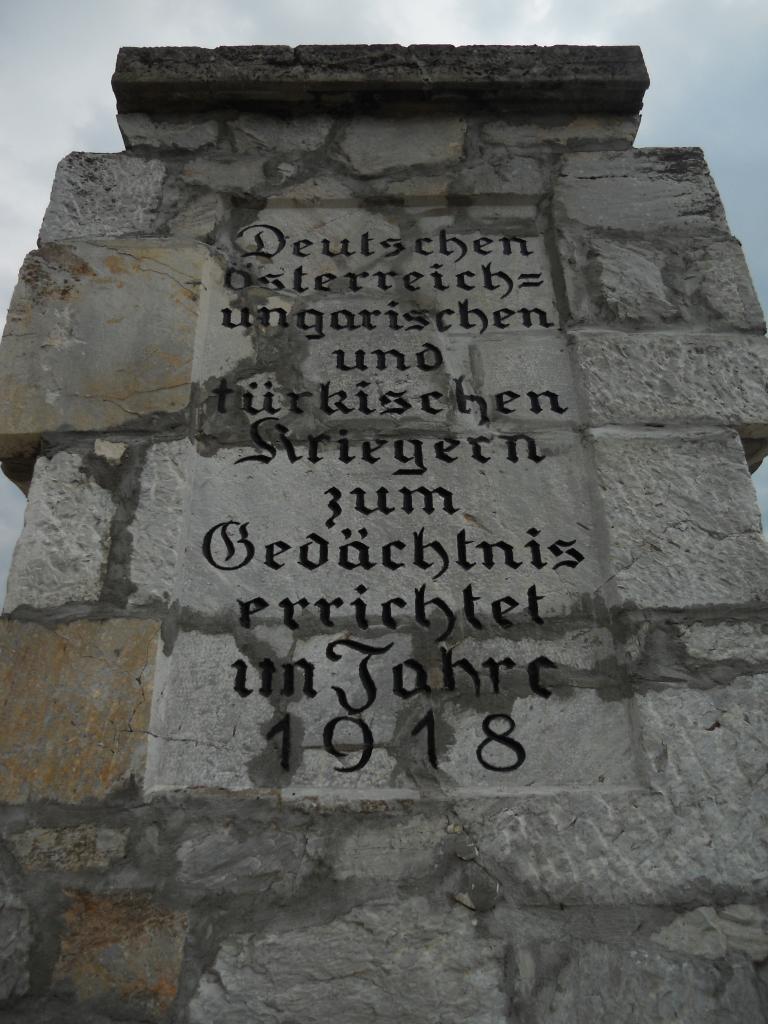 Deutschen
österreich=
ungarischen
und
türkischen
Kriegern
zum
Gedächtnis
errichtet
im Jahre
1918